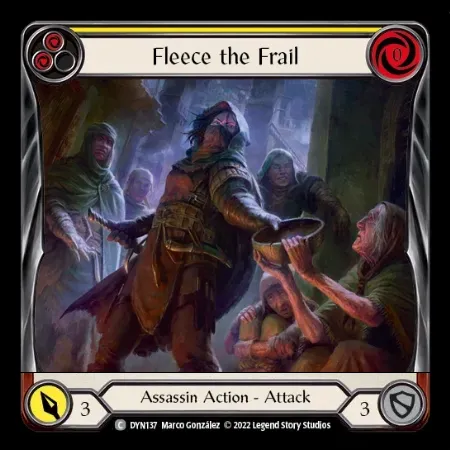 Fleece the Frail
0
3
Assassin Action - Attack
3
C DYN137 Marco González © 2022 Legend Story Studios